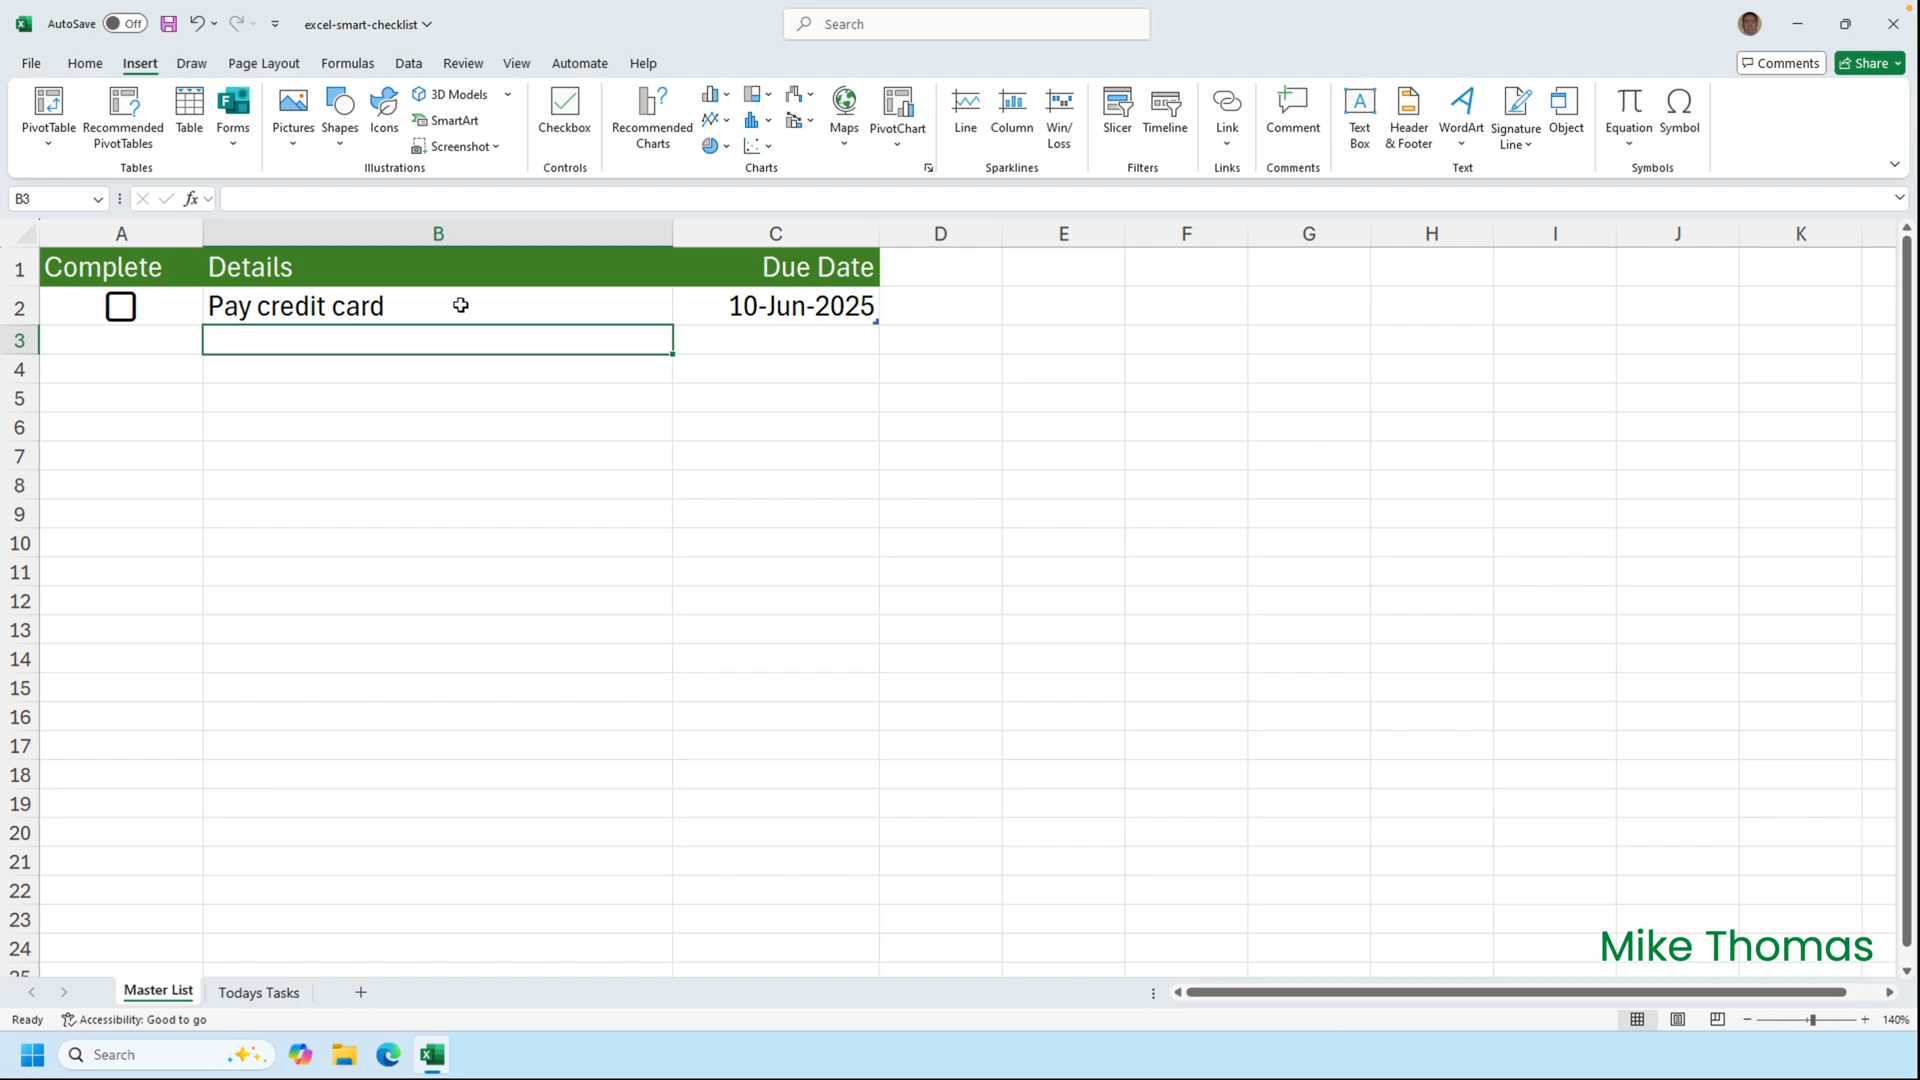 AutoSave Off excel-smart-checklist Search
File Home Insert Draw Page Layout Formulas Data Review View Automate Help Comments Share
PivotTable Recommended PivotTables Table Forms
Tables
Pictures Shapes Icons 3D Models SmartArt Screenshot
Illustrations
Checkbox
Controls
Recommended Charts Maps PivotChart
Charts
Line Column Win/Loss
Sparklines
Slicer Timeline
Filters
Link
Links
Comment
Comments
Text Box Header & Footer WordArt Signature Line Object
Text
Equation Symbol
Symbols
B3 fx
A B C D E F G H I J K
1 Complete Details Due Date
2 Pay credit card 10-Jun-2025
3
4
5
6
7
8
9
10
11
12
13
14
15
16
17
18
19
20
21
22
23
24
25
Mike Thomas
Master List Todays Tasks
Ready Accessibility: Good to go 140%
Search